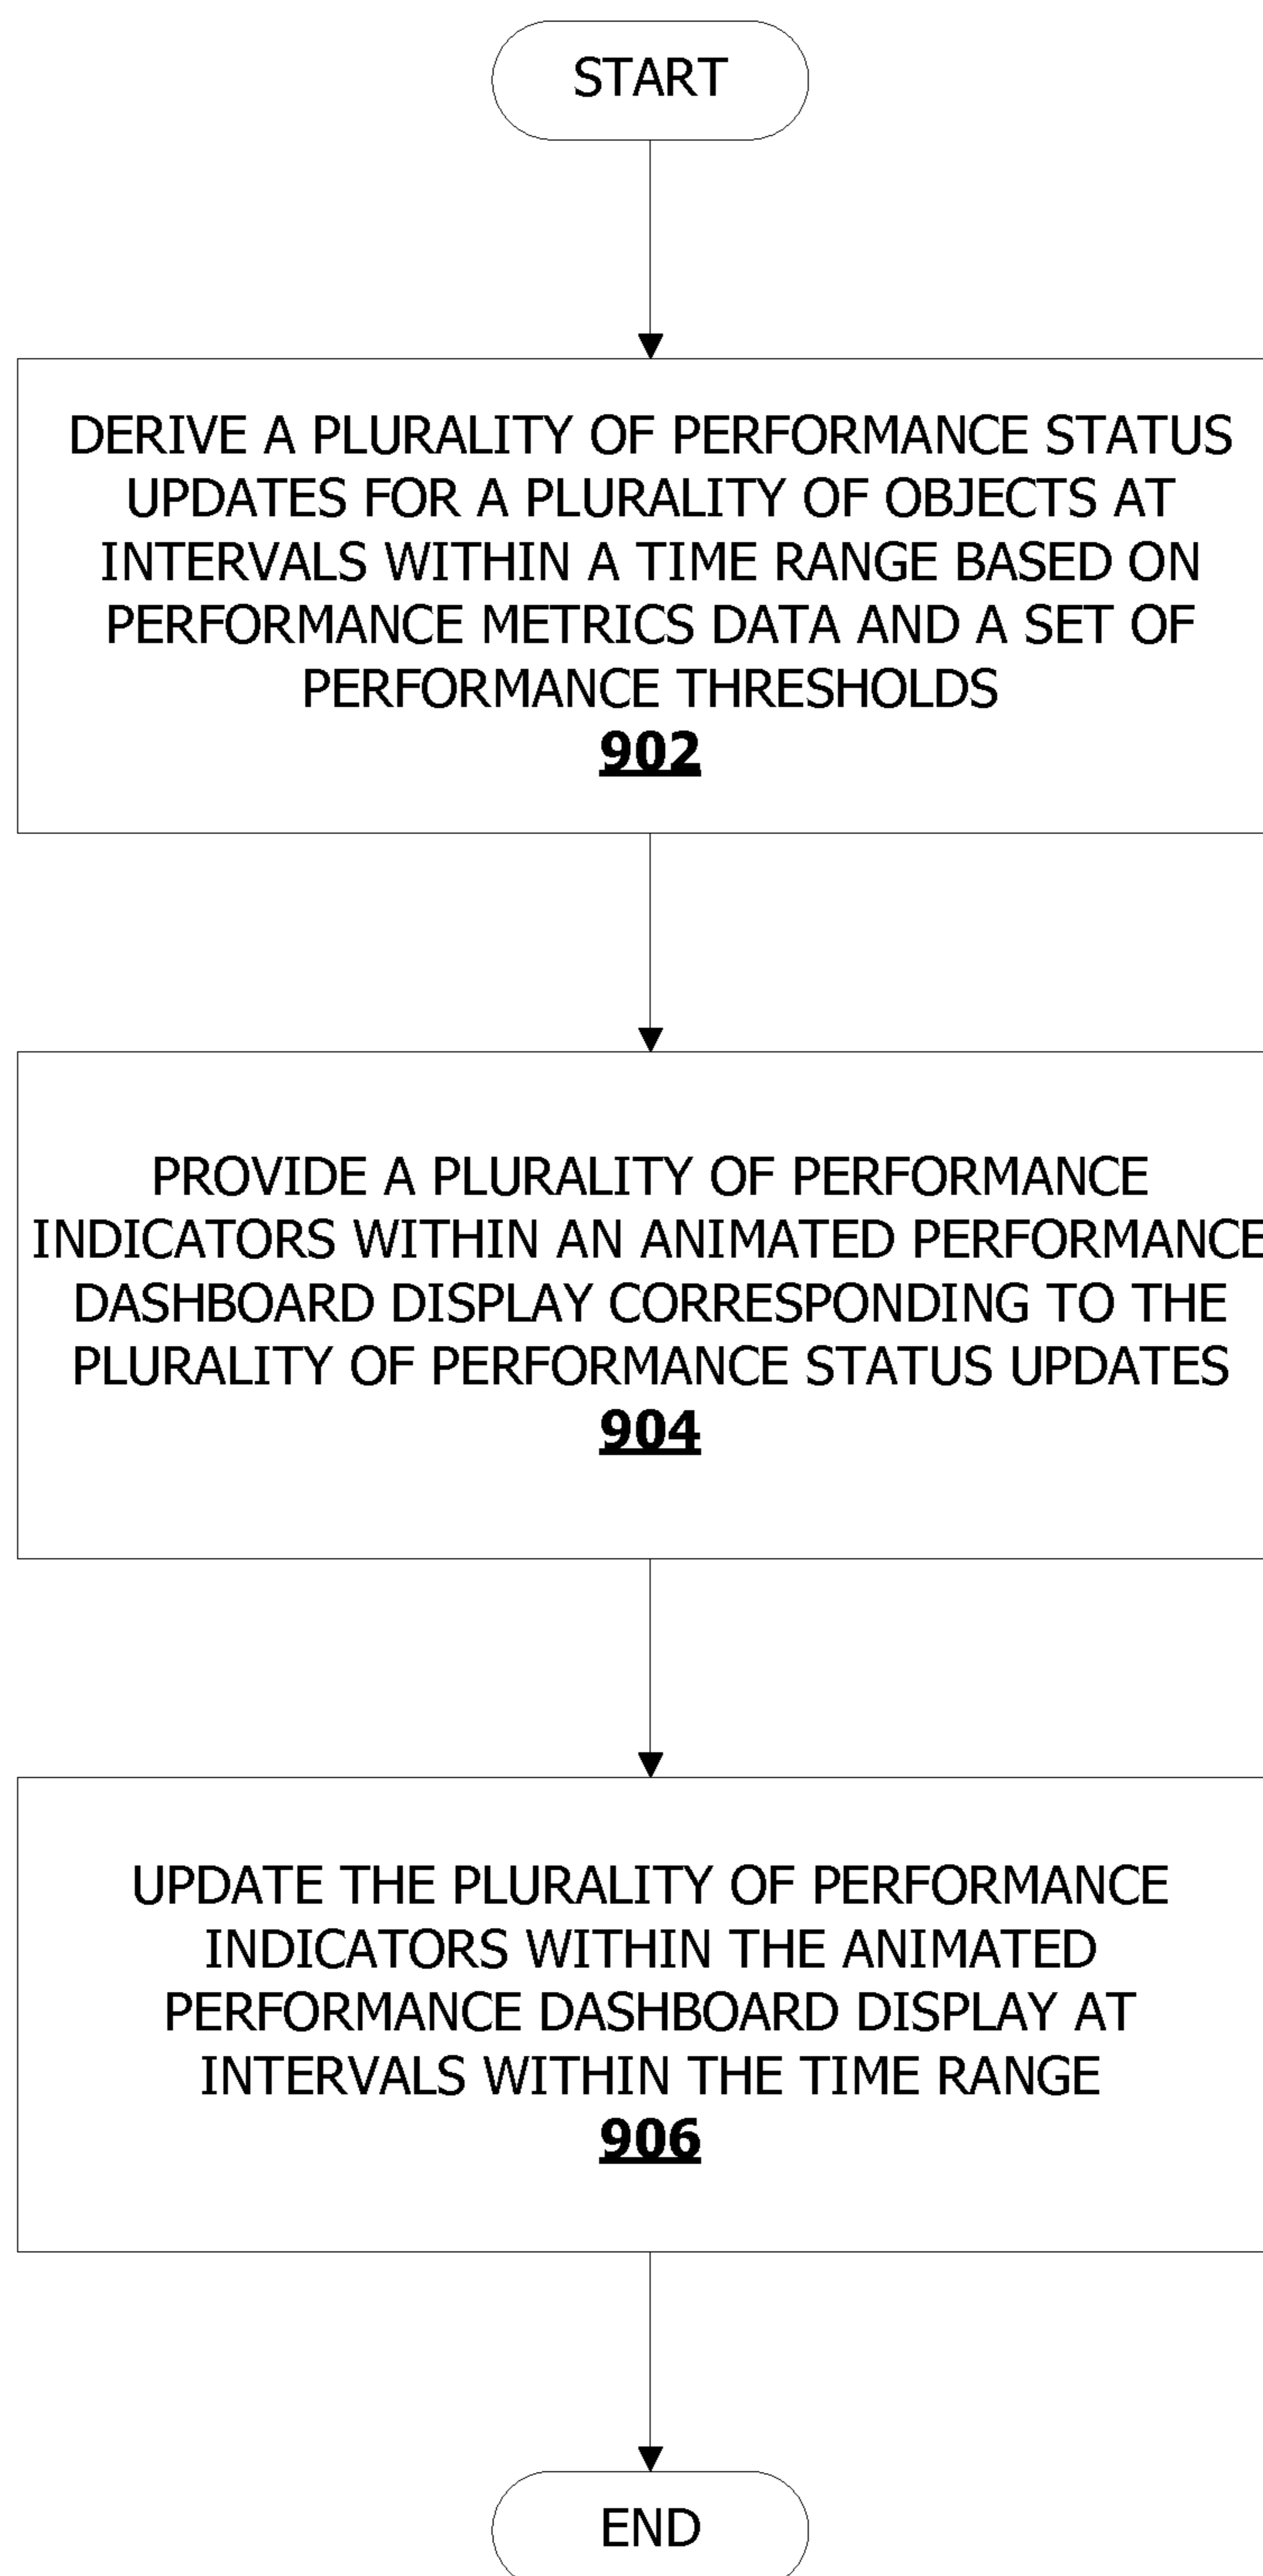 START
DERIVE A PLURALITY OF PERFORMANCE STATUS
UPDATES FOR A PLURALITY OF OBJECTS AT
INTERVALS WITHIN A TIME RANGE BASED ON
PERFORMANCE METRICS DATA AND A SET OF
PERFORMANCE THRESHOLDS
902
PROVIDE A PLURALITY OF PERFORMANCE
INDICATORS WITHIN AN ANIMATED PERFORMANCE
DASHBOARD DISPLAY CORRESPONDING TO THE
PLURALITY OF PERFORMANCE STATUS UPDATES
904
UPDATE THE PLURALITY OF PERFORMANCE
INDICATORS WITHIN THE ANIMATED
PERFORMANCE DASHBOARD DISPLAY AT
INTERVALS WITHIN THE TIME RANGE
906
END